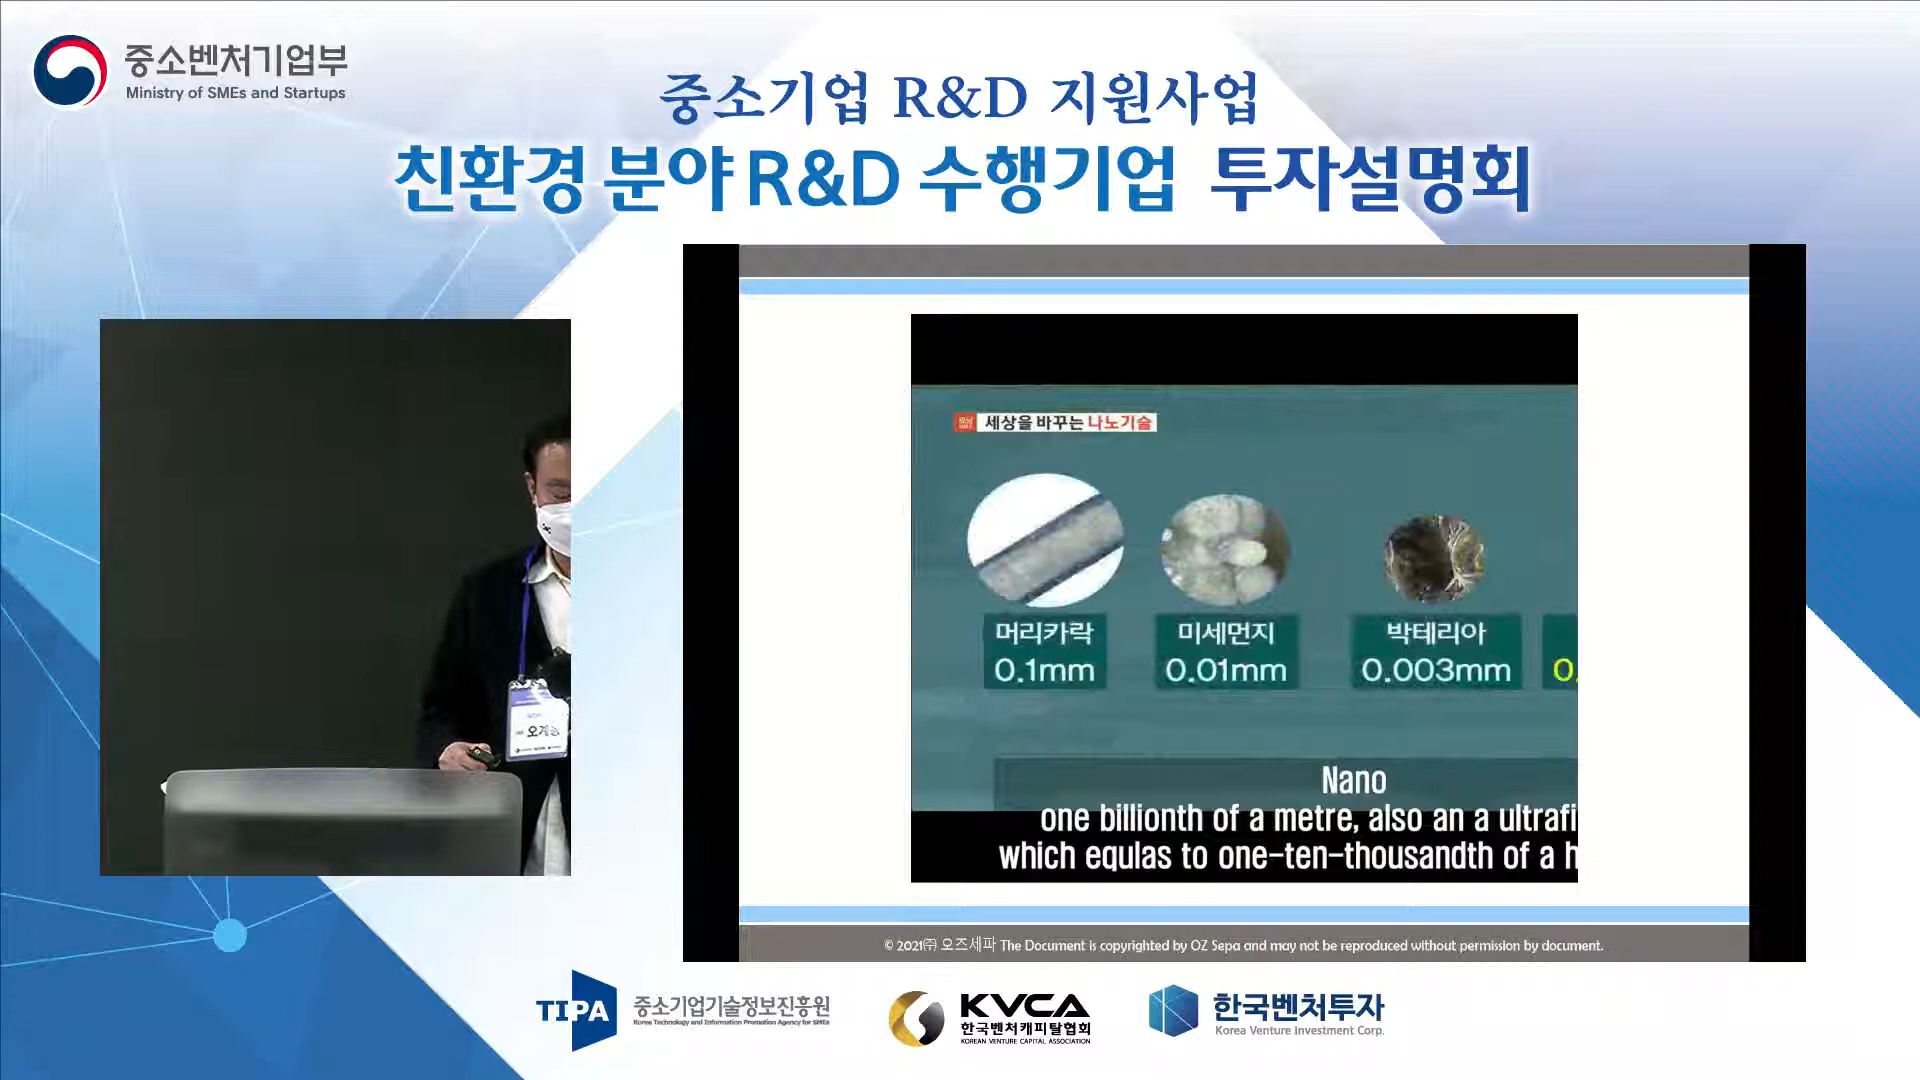 중소벤처기업부
Ministry of SMEs and Startups
중소기업 R&D 지원사업
친환경 분야 R&D 수행기업 투자설명회
세상을 바꾸는 나노기술
머리카락
0.1mm
미세먼지
0.01mm
박테리아
0.003mm
0.
Nano
one billionth of a metre, also an a ultrafi
which equlas to one-ten-thousandth of a h
© 2021㈜ 오즈세파 The Document is copyrighted by OZ Sepa and may not be reproduced without permission by document.
TIPA 중소기업기술정보진흥원
Korea Technology and Information Promotion Agency for SMEs
KVCA
한국벤처캐피탈협회
KOREAN VENTURE CAPITAL ASSOCIATION
한국벤처투자
Korea Venture Investment Corp.